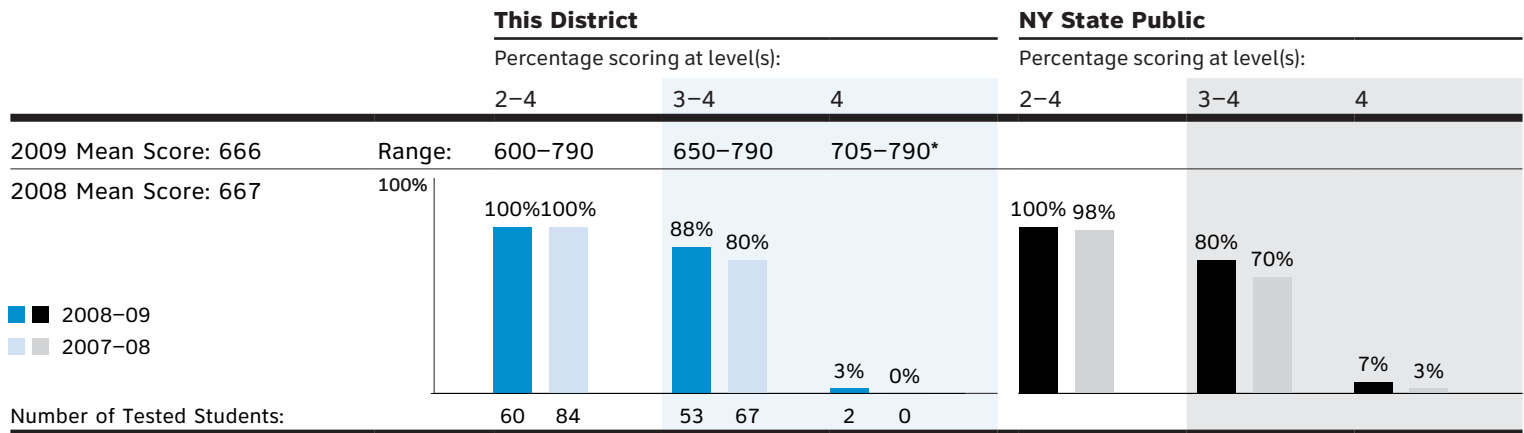 This District NY State Public
Percentage scoring at level(s): Percentage scoring at level(s):
2–4 3–4 4 2–4 3–4 4
2009 Mean Score: 666 Range: 600–790 650–790 705–790*
2008 Mean Score: 667 100%
100% 100% 88% 80% 3% 0% 100% 98% 80% 70% 7% 3%
2008–09
2007–08
Number of Tested Students: 60 84 53 67 2 0